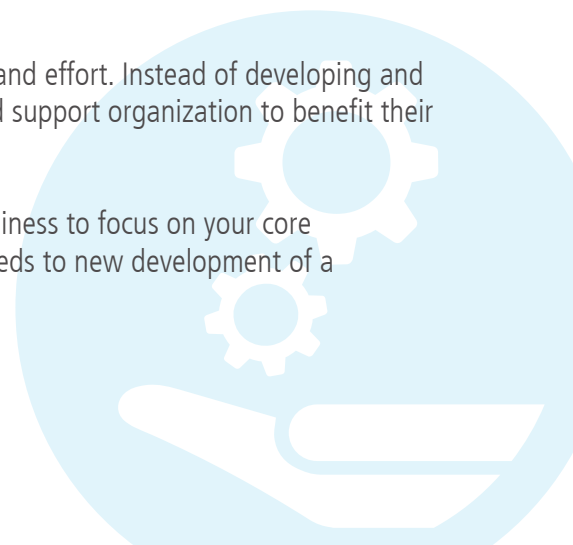 and effort. Instead of developing and
support organization to benefit their
iness to focus on your core
eds to new development of a